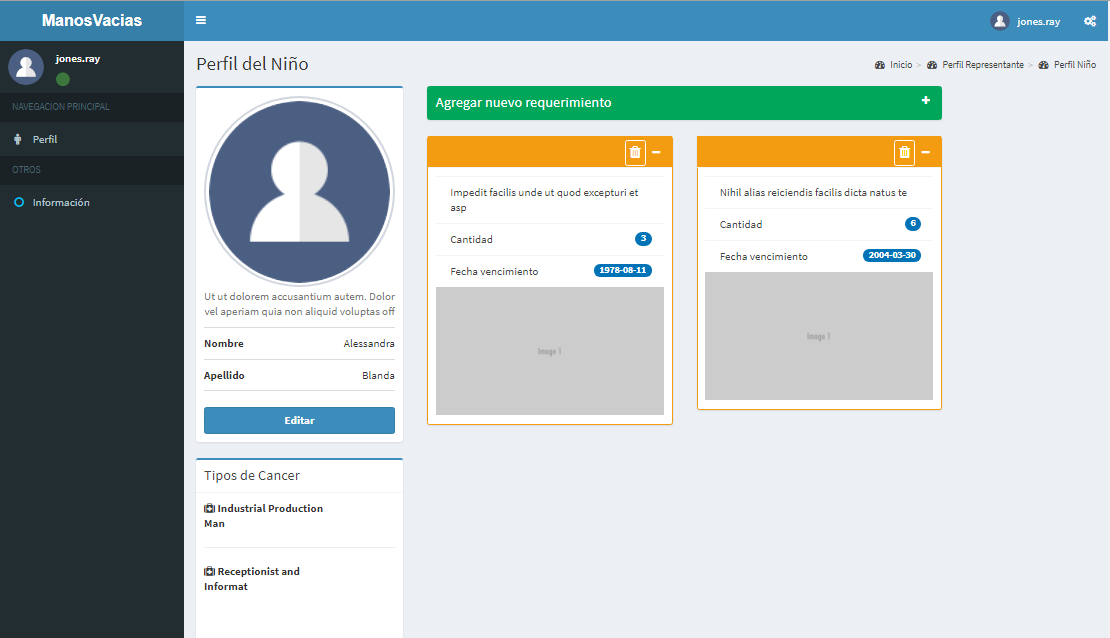 ManosVacias
jones.ray
jones.ray
NAVEGACION PRINCIPAL
Perfil
OTROS
Información
Perfil del Niño
Inicio > Perfil Representante > Perfil Niño
Ut ut dolorem accusantium autem. Dolor
vel aperiam quia non aliquid voluptas off
Nombre Alessandra
Apellido Blanda
Editar
Tipos de Cancer
Industrial Production
Man
Receptionist and
Informat
Agregar nuevo requerimiento
Impedit facilis unde ut quod excepturi et
asp
Cantidad 3
Fecha vencimiento 1978-08-11
Image 1
Nihil alias reiciendis facilis dicta natus te
Cantidad 6
Fecha vencimiento 2004-03-30
Image 1